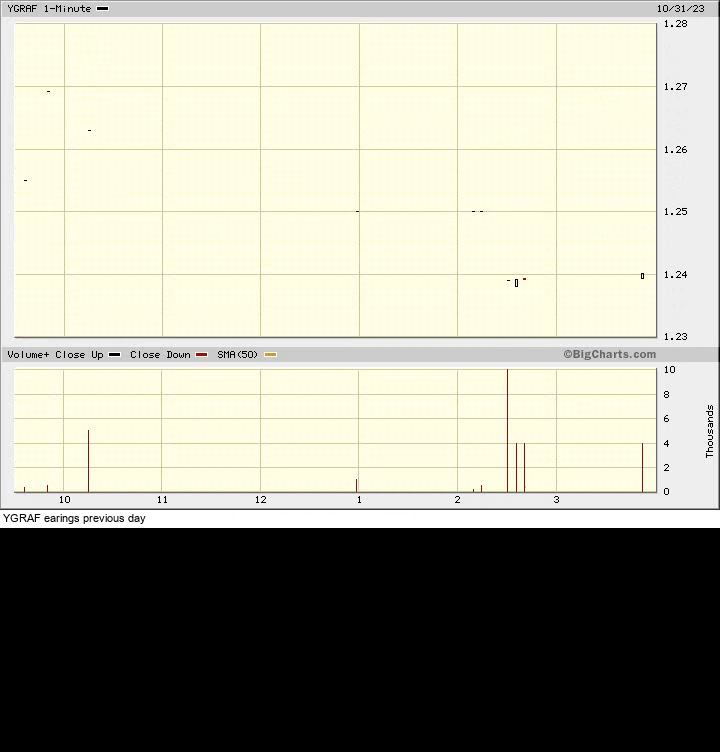 YGRAF 1-Minute 10/31/23
1.28
1.27
1.26
1.25
1.24
1.23
Volume+ Close Up Close Down SMA(50) ©BigCharts.com
10
8
6
4
2
0
Thousands
10 11 12 1 2 3
YGRAF earings previous day